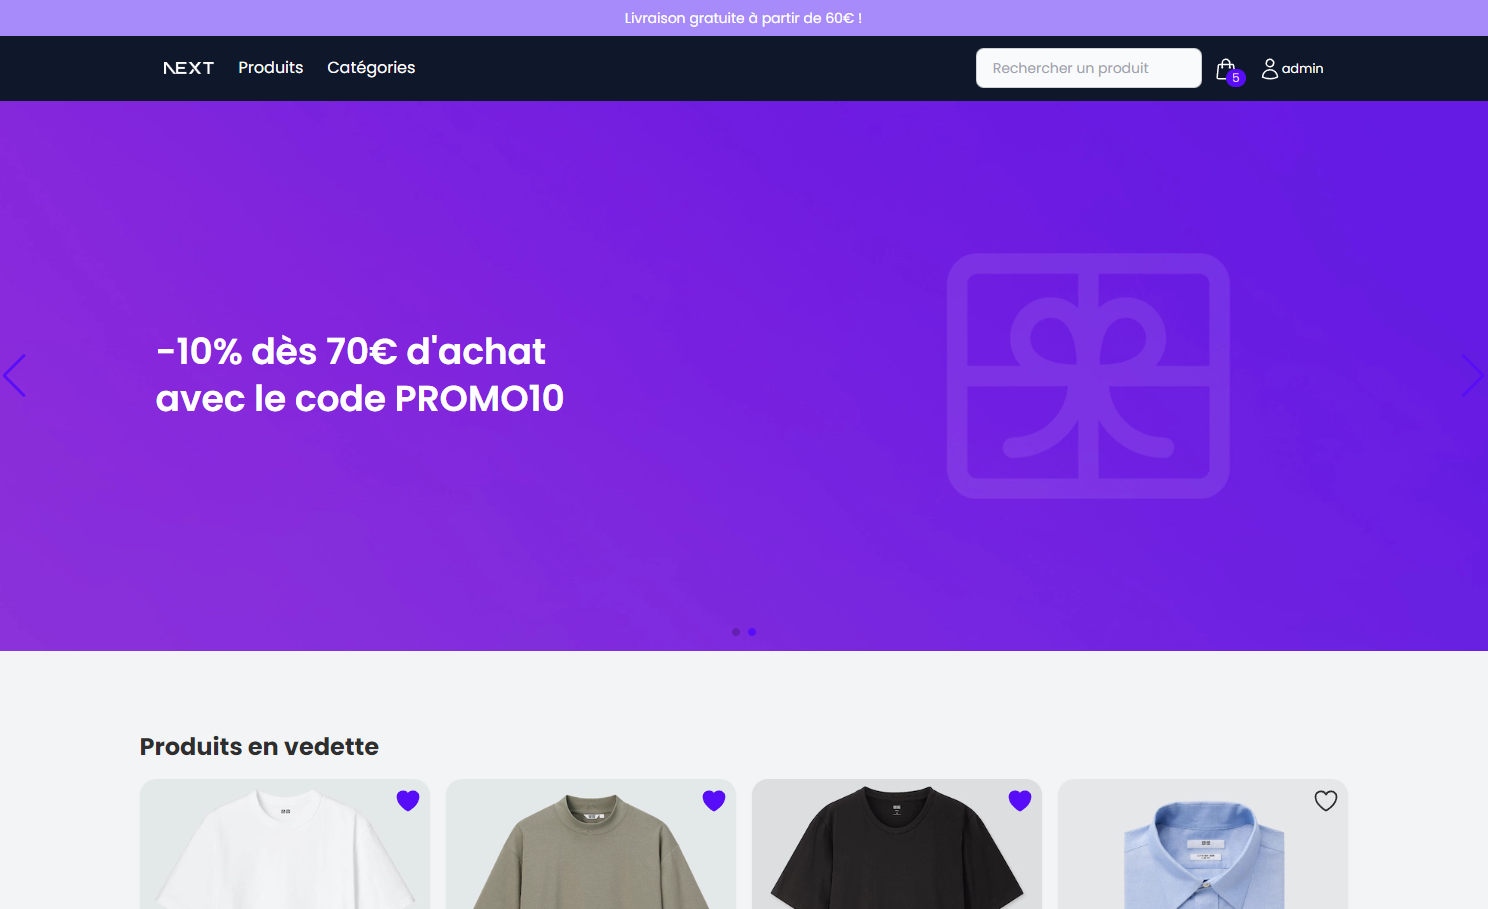 Livraison gratuite à partir de 60€ !
NEXT
Produits
Catégories
Rechercher un produit
5
admin
-10% dès 70€ d'achat
avec le code PROMO10
Produits en vedette